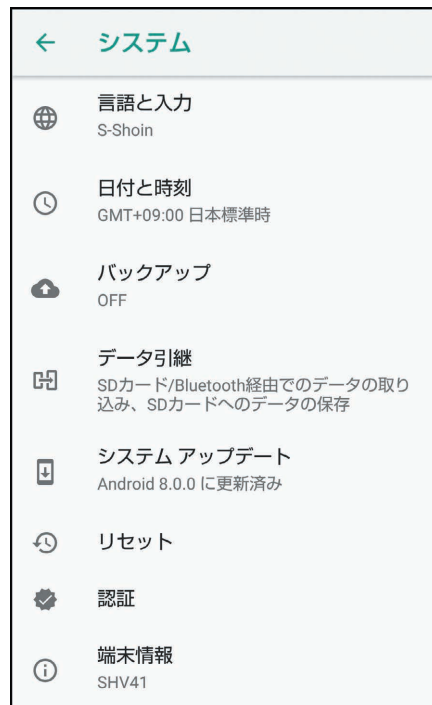 システム
言語と入力
S-Shoin
日付と時刻
GMT+09:00 日本標準時
バックアップ
OFF
データ引継
SDカード/Bluetooth経由でのデータの取り
込み、SDカードへのデータの保存
システム アップデート
Android 8.0.0 に更新済み
リセット
認証
端末情報
SHV41